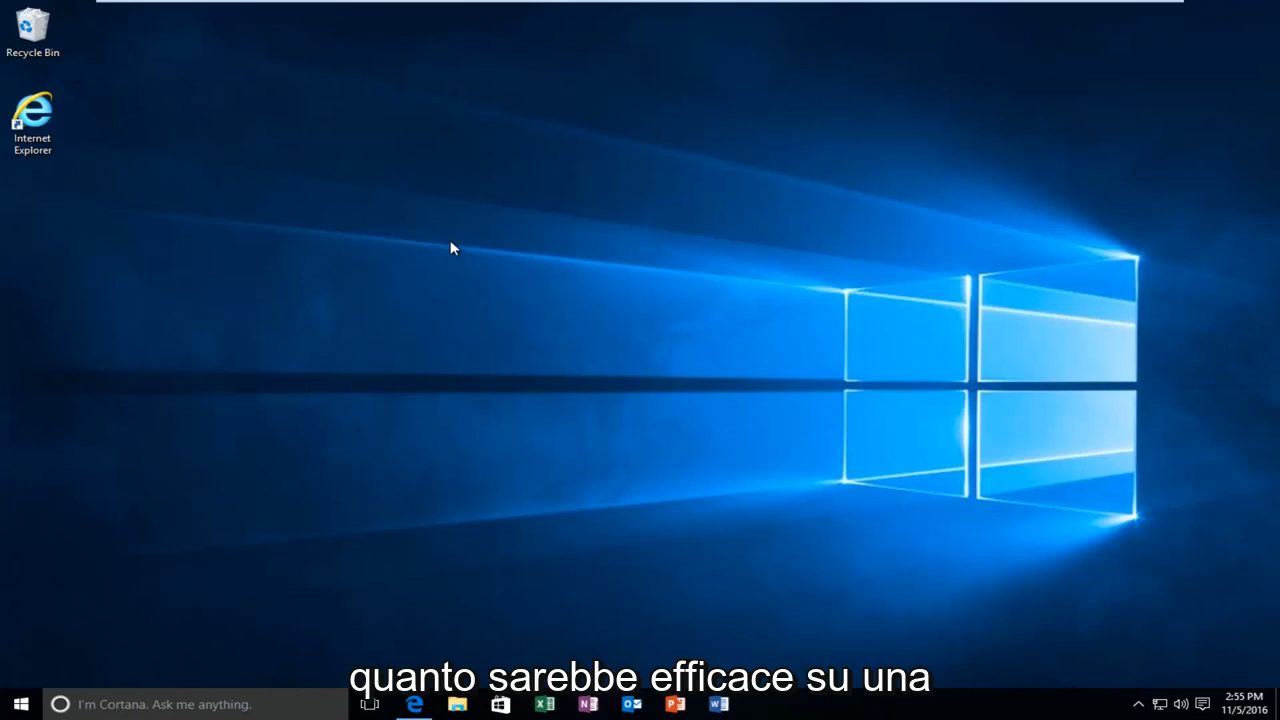 Recycle Bin
Internet
Explorer
quanto sarebbe efficace su una
I'm Cortana. Ask me anything.
2:55 PM
11/5/2016